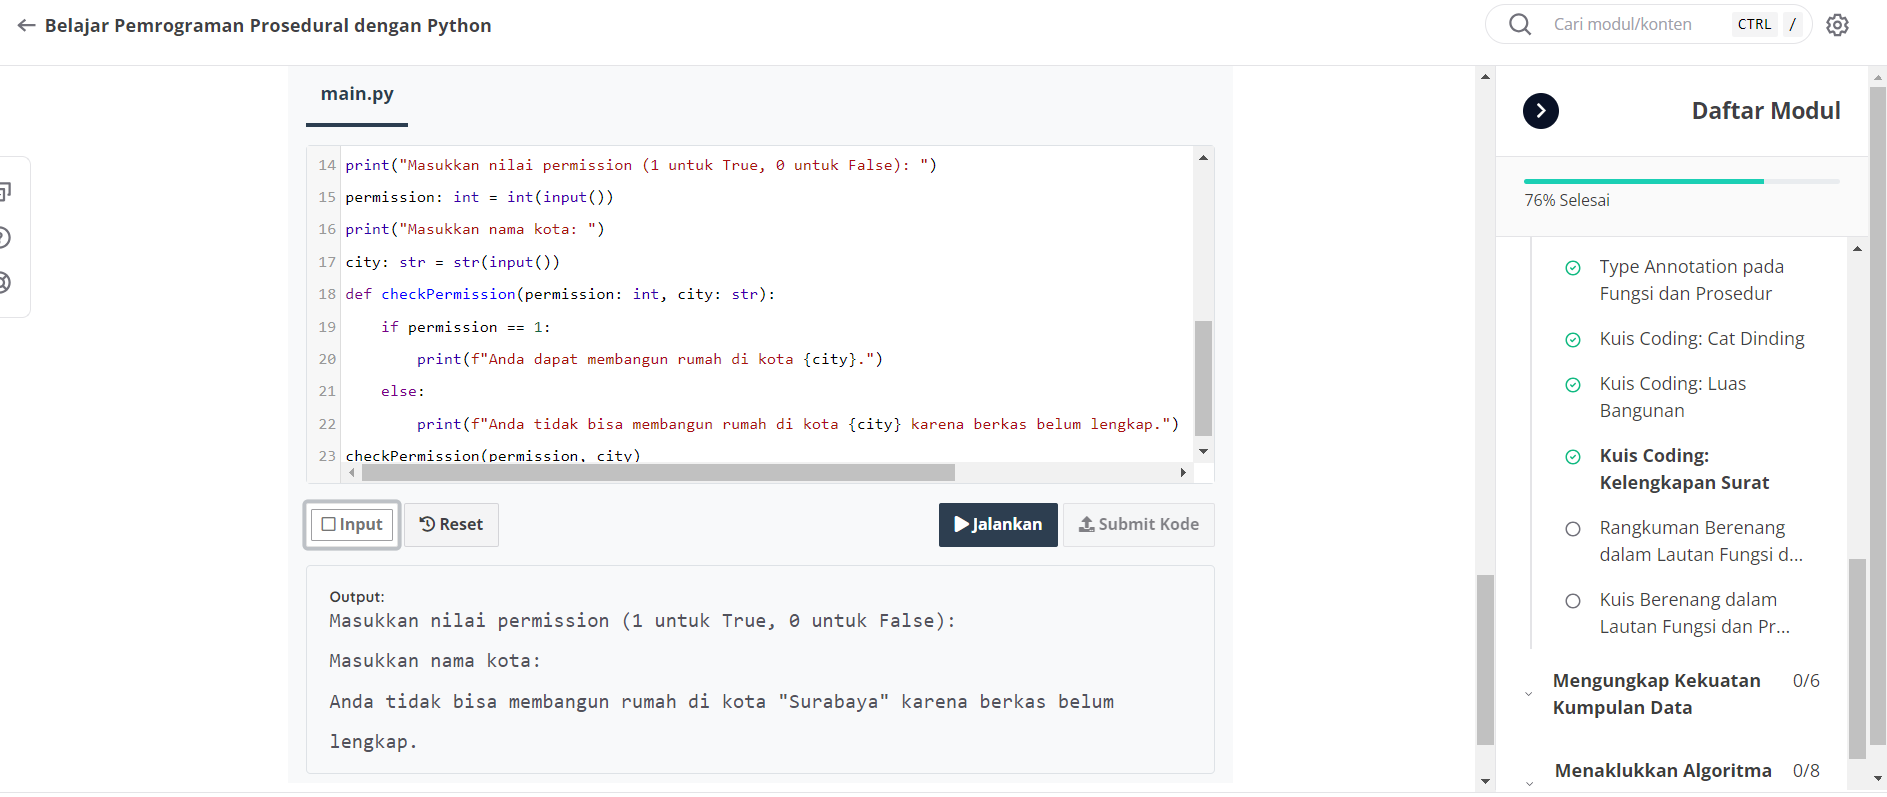 Belajar Pemrograman Prosedural dengan Python
Cari modul/konten
CTRL
/
main.py
14 print("Masukkan nilai permission (1 untuk True, 0 untuk False): ")
15 permission: int = int(input())
16 print("Masukkan nama kota: ")
17 city: str = str(input())
18 def checkPermission(permission: int, city: str):
19     if permission == 1:
20         print(f"Anda dapat membangun rumah di kota {city}.")
21     else:
22         print(f"Anda tidak bisa membangun rumah di kota {city} karena berkas belum lengkap.")
23 checkPermission(permission, city)
Input
Reset
Jalankan
Submit Kode
Output:
Masukkan nilai permission (1 untuk True, 0 untuk False):
Masukkan nama kota:
Anda tidak bisa membangun rumah di kota "Surabaya" karena berkas belum
lengkap.
Daftar Modul
76% Selesai
Type Annotation pada
Fungsi dan Prosedur
Kuis Coding: Cat Dinding
Kuis Coding: Luas
Bangunan
Kuis Coding:
Kelengkapan Surat
Rangkuman Berenang
dalam Lautan Fungsi d...
Kuis Berenang dalam
Lautan Fungsi dan Pr...
Mengungkap Kekuatan 0/6
Kumpulan Data
Menaklukkan Algoritma 0/8